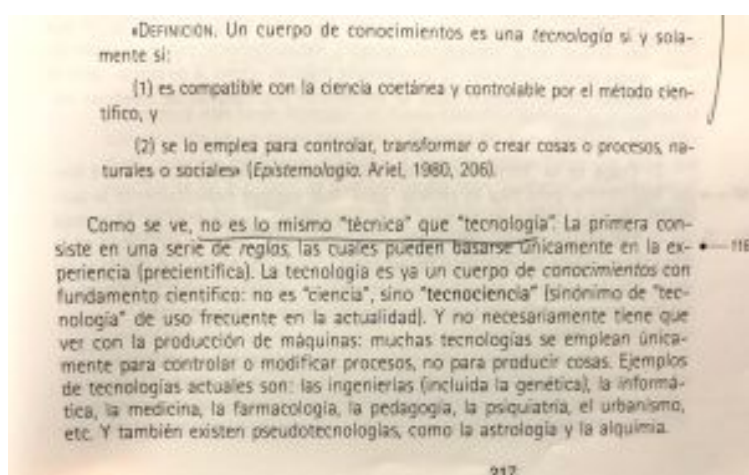 «DEFINICIÓN. Un cuerpo de conocimientos es una tecnología si y sola-
mente si:
(1) es compatible con la ciencia coetánea y controlable por el método cien-
tífico, y
(2) se lo emplea para controlar, transformar o crear cosas o procesos, na-
turales o sociales» (Epistemología. Ariel, 1980, 206).
Como se ve, no es lo mismo "técnica" que "tecnología". La primera con-
siste en una serie de reglas, las cuales pueden basarse únicamente en la ex-
periencia (precientífica). La tecnología es ya un cuerpo de conocimientos con
fundamento científico: no es "ciencia", sino "tecnociencia" (sinónimo de "tec-
nología" de uso frecuente en la actualidad). Y no necesariamente tiene que
ver con la producción de máquinas: muchas tecnologías se emplean única-
mente para controlar o modificar procesos, no para producir cosas. Ejemplos
de tecnologías actuales son: las ingenierías (incluida la genética), la informá-
tica, la medicina, la farmacología, la pedagogía, la psiquiatría, el urbanismo,
etc. Y también existen pseudotecnologías, como la astrología y la alquimia.
317